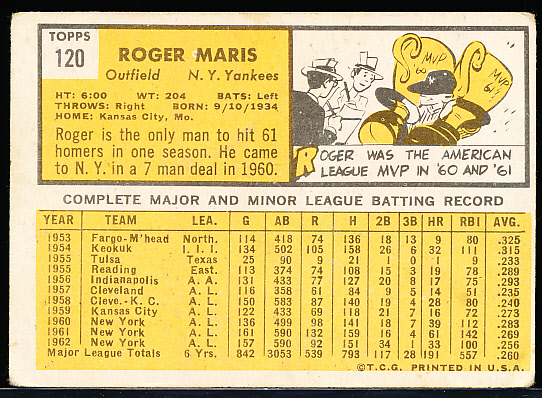 TOPPS
120
ROGER MARIS
Outfield N. Y. Yankees
HT: 6:00 WT: 204 BATS: Left
THROWS: Right BORN: 9/10/1934
HOME: Kansas City, Mo.
Roger is the only man to hit 61
homers in one season. He came
to N. Y. in a 7 man deal in 1960.
MVP '60
MVP '61
ROGER WAS THE AMERICAN
LEAGUE MVP IN '60 AND '61
COMPLETE MAJOR AND MINOR LEAGUE BATTING RECORD
YEAR TEAM LEA. G AB R H 2B 3B HR RBI AVG.
1953 Fargo-M'head North. 114 418 74 136 18 13 9 80 .325
1954 Keokuk I. I. I. 134 502 105 158 26 6 32 111 .315
1955 Tulsa Texas 25 90 9 21 1 0 1 9 .233
1955 Reading East. 113 374 74 108 15 3 19 78 .289
1956 Indianapolis A. A. 131 433 77 127 20 8 17 75 .293
1957 Cleveland A. L. 116 358 61 84 9 5 14 51 .235
1958 Cleve.- K. C. A. L. 150 583 87 140 19 4 28 80 .240
1959 Kansas City A. L. 122 433 69 118 21 7 16 72 .273
1960 New York A. L. 136 499 98 141 18 7 39 112 .283
1961 New York A. L. 161 590 132 159 16 4 61 142 .269
1962 New York A. L. 157 590 92 151 34 1 33 100 .256
Major League Totals 6 Yrs. 842 3053 539 793 117 28 191 557 .260
©T.C.G. PRINTED IN U.S.A.